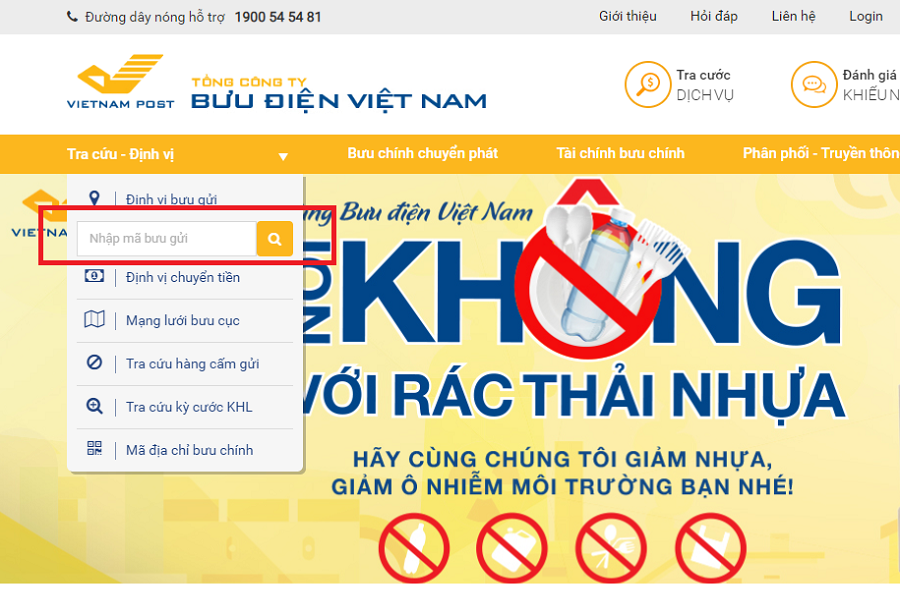 Đường dây nóng hỗ trợ 1900 54 54 81
Giới thiệu Hỏi đáp Liên hệ Login
VIETNAM POST
TỔNG CÔNG TY
BƯU ĐIỆN VIỆT NAM
Tra cước
DỊCH VỤ
Đánh giá
KHIẾU N
Tra cứu - Định vị
Bưu chính chuyển phát
Tài chính bưu chính
Phân phối - Truyền thôn
Định vị bưu gửi
Nhập mã bưu gửi
Định vị chuyển tiền
Mạng lưới bưu cục
Tra cứu hàng cấm gửi
Tra cứu kỳ cước KHL
Mã địa chỉ bưu chính
VIETNA
ng Bưu điện Việt Nam
NÓI
KHÔNG
VỚI RÁC THẢI NHỰA
HÃY CÙNG CHÚNG TÔI GIẢM NHỰA,
GIẢM Ô NHIỄM MÔI TRƯỜNG BẠN NHÉ!